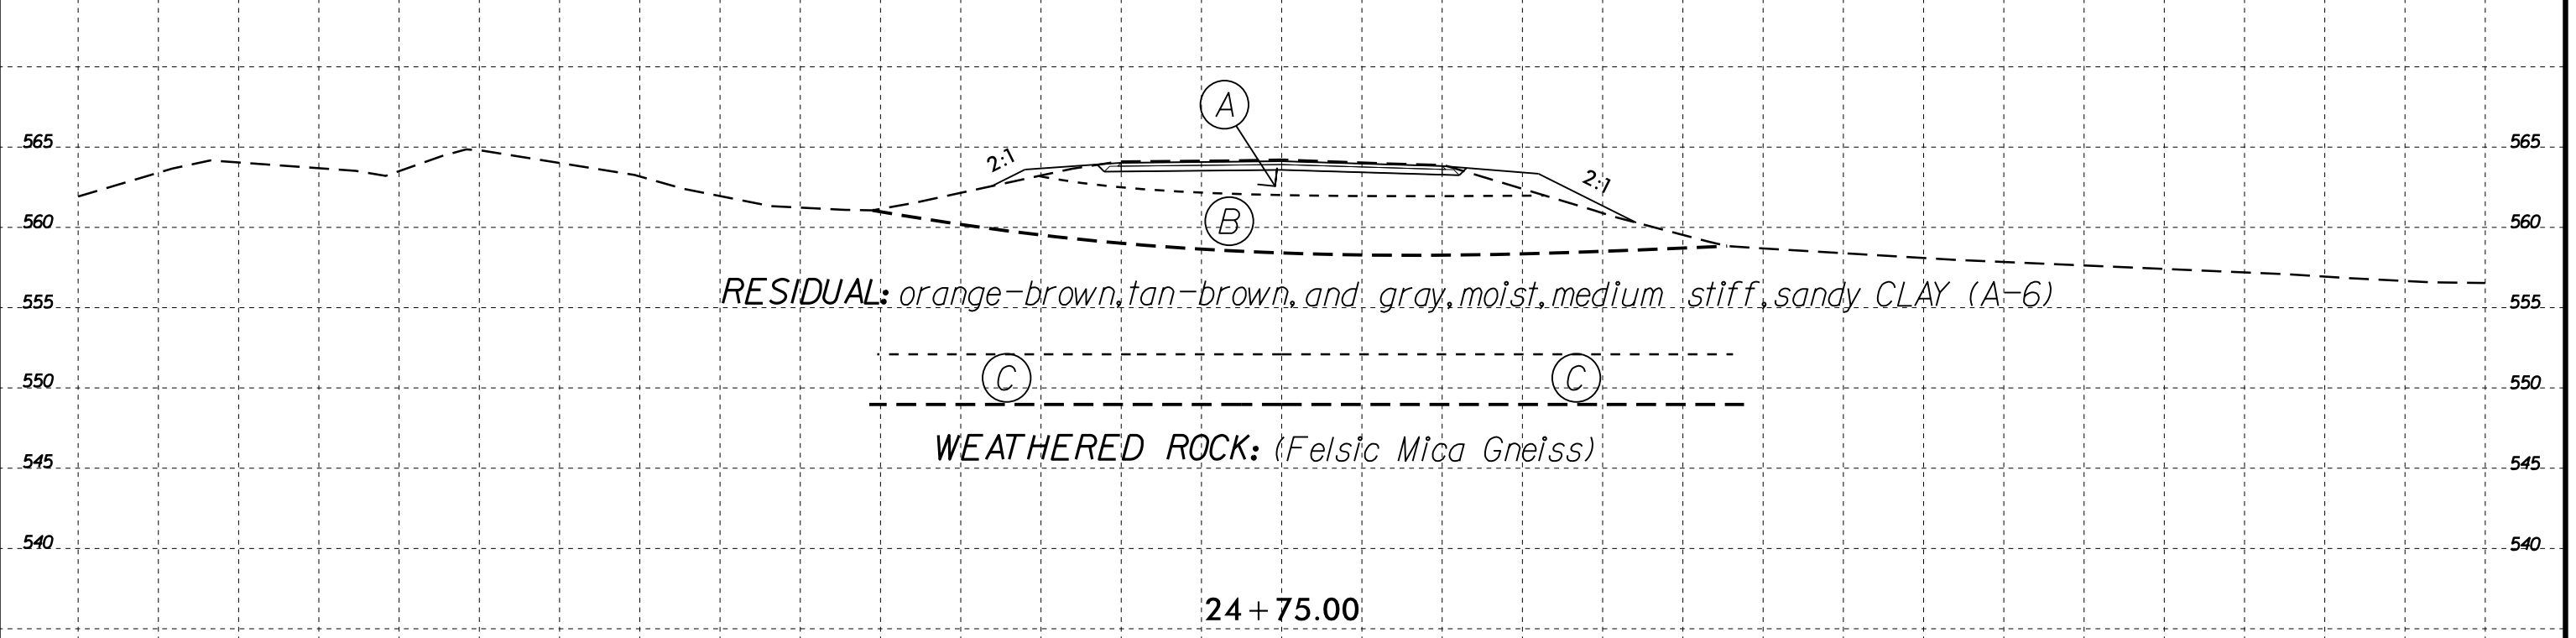 A
565 2:1 2:1 565
560 B 560
RESIDUAL: orange-brown, tan-brown, and gray, moist, medium stiff, sandy CLAY (A-6)
555 555
550 C C 550
WEATHERED ROCK: (Felsic Mica Gneiss)
545 545
540 540
24+75.00